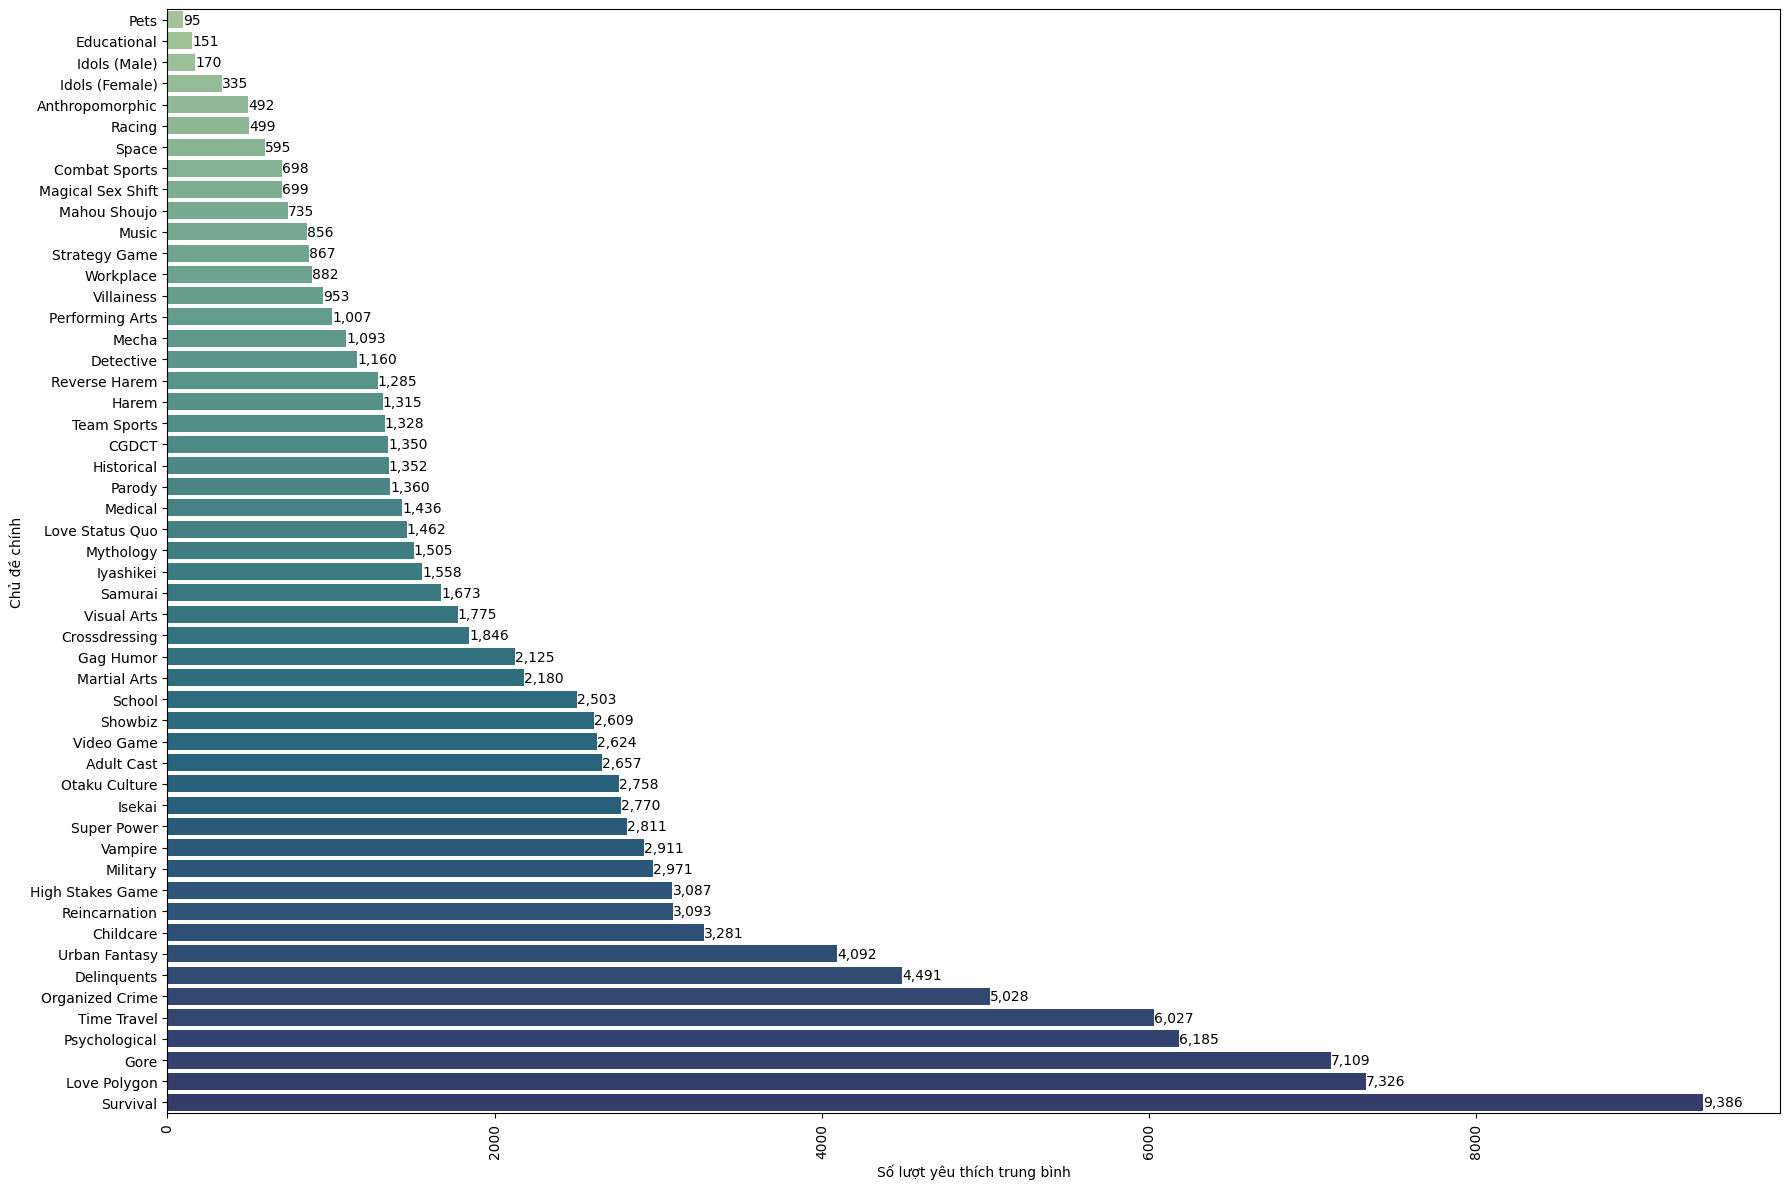 Pets 95
Educational 151
Idols (Male) 170
Idols (Female) 335
Anthropomorphic 492
Racing 499
Space 595
Combat Sports 698
Magical Sex Shift 699
Mahou Shoujo 735
Music 856
Strategy Game 867
Workplace 882
Villainess 953
Performing Arts 1,007
Mecha 1,093
Detective 1,160
Reverse Harem 1,285
Harem 1,315
Team Sports 1,328
CGDCT 1,350
Historical 1,352
Parody 1,360
Medical 1,436
Love Status Quo 1,462
Mythology 1,505
Iyashikei 1,558
Samurai 1,673
Visual Arts 1,775
Crossdressing 1,846
Gag Humor 2,125
Martial Arts 2,180
School 2,503
Showbiz 2,609
Video Game 2,624
Adult Cast 2,657
Otaku Culture 2,758
Isekai 2,770
Super Power 2,811
Vampire 2,911
Military 2,971
High Stakes Game 3,087
Reincarnation 3,093
Childcare 3,281
Urban Fantasy 4,092
Delinquents 4,491
Organized Crime 5,028
Time Travel 6,027
Psychological 6,185
Gore 7,109
Love Polygon 7,326
Survival 9,386
Chủ đề chính
0 2000 4000 6000 8000
Số lượt yêu thích trung bình